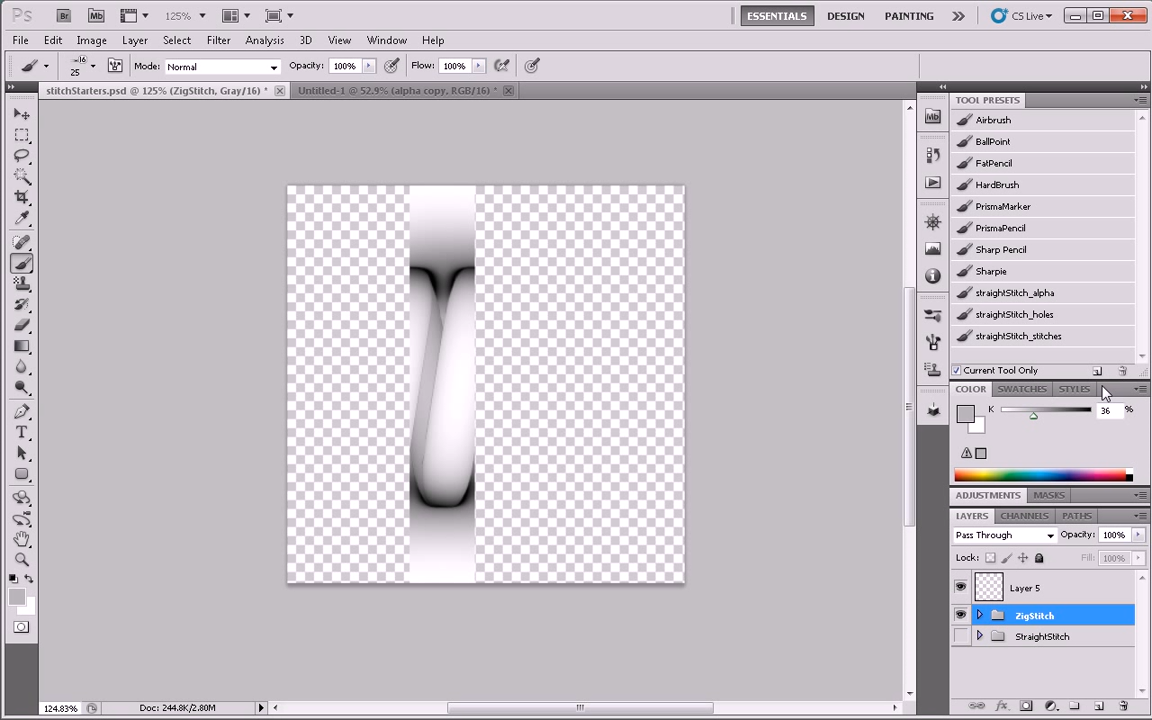 Ps Br Mb 125% ESSENTIALS DESIGN PAINTING CS Live
File Edit Image Layer Select Filter Analysis 3D View Window Help
25 Mode: Normal Opacity: 100% Flow: 100%
stitchStarters.psd @ 125% (ZigStitch, Gray/16) * Untitled-1 @ 52.9% (alpha copy, RGB/16) *
TOOL PRESETS
Mb
Airbrush
BallPoint
FatPencil
HardBrush
PrismaMarker
PrismaPencil
Sharp Pencil
Sharpie
straightStitch_alpha
straightStitch_holes
straightStitch_stitches
Current Tool Only
COLOR SWATCHES STYLES
K 36 %
ADJUSTMENTS MASKS
LAYERS CHANNELS PATHS
Pass Through Opacity: 100%
Lock: Fill: 100%
Layer 5
ZigStitch
StraightStitch
124.83% Doc: 244.8K/2.80M